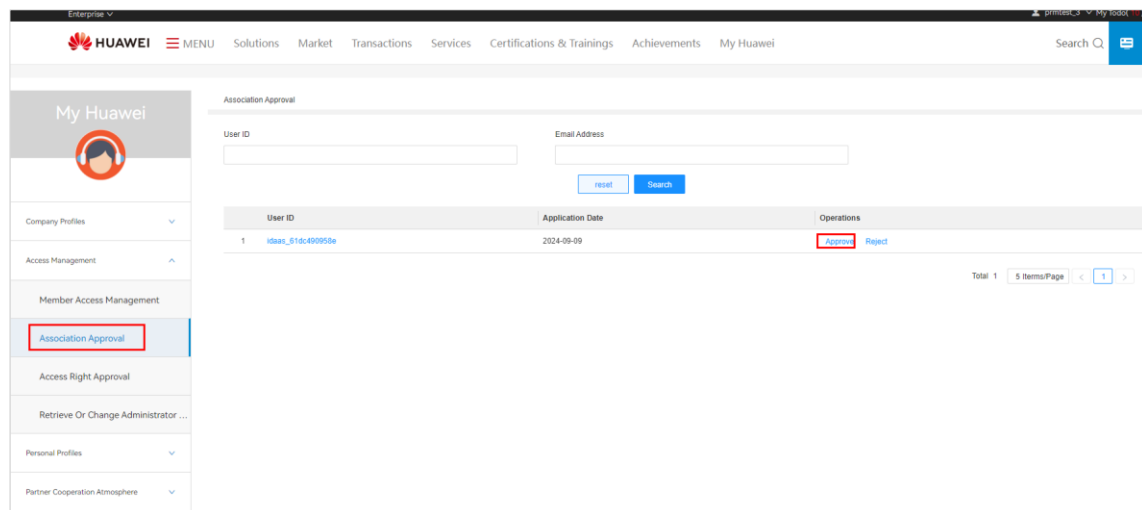 Enterprise
prmtest_3 My Todo(
HUAWEI MENU Solutions Market Transactions Services Certifications & Trainings Achievements My Huawei Search
My Huawei
Association Approval
User ID Email Address
reset Search
User ID Application Date Operations
1 idaas_61dc490958e 2024-09-09 Approve Reject
Total 1 5 Iterms/Page < 1 >
Company Profiles
Access Management
Member Access Management
Association Approval
Access Right Approval
Retrieve Or Change Administrator ...
Personal Profiles
Partner Cooperation Atmosphere